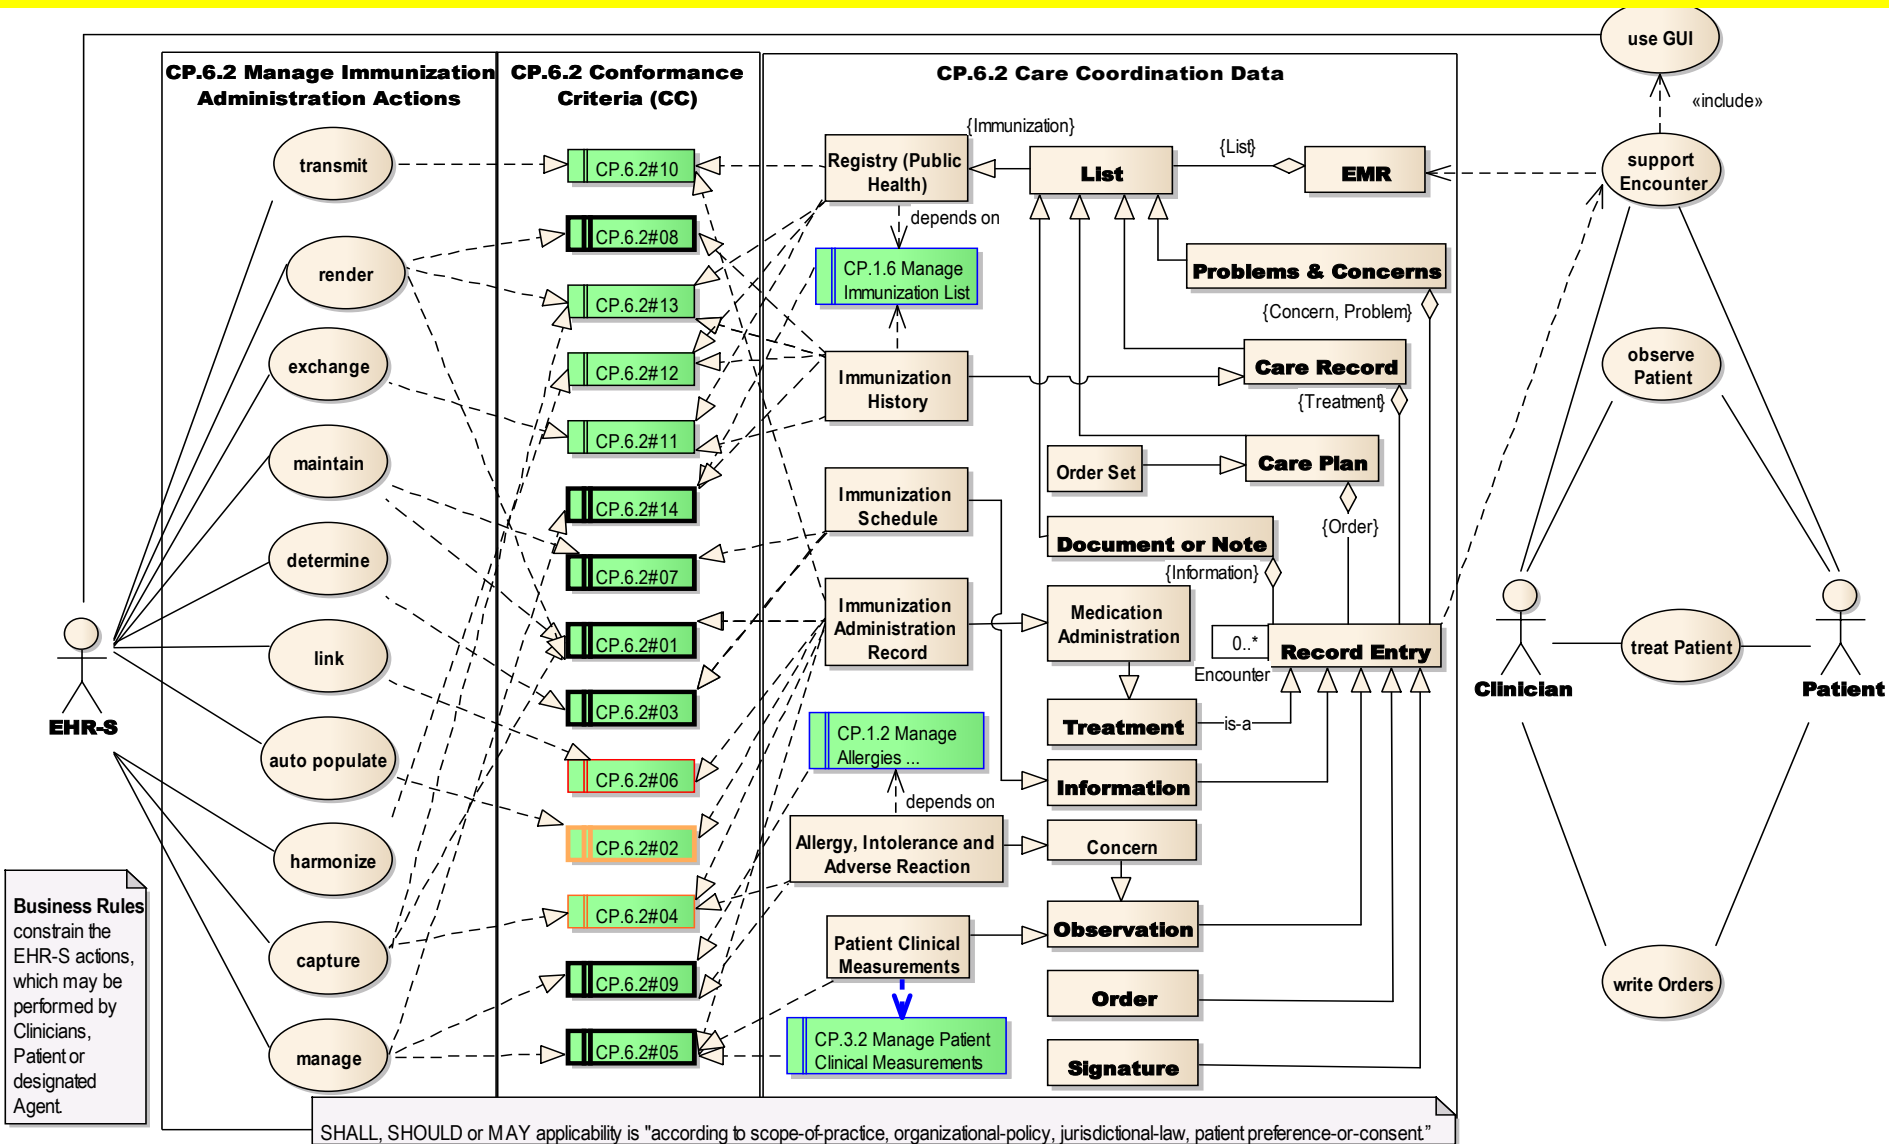 use GUI
«include»
CP.6.2 Manage Immunization
Administration Actions
CP.6.2 Conformance
Criteria (CC)
CP.6.2 Care Coordination Data
transmit
render
exchange
maintain
determine
link
auto populate
harmonize
capture
manage
EHR-S
Business Rules
constrain the
EHR-S actions,
which may be
performed by
Clinicians,
Patient or
designated
Agent.
CP.6.2#10
CP.6.2#08
CP.6.2#13
CP.6.2#12
CP.6.2#11
CP.6.2#14
CP.6.2#07
CP.6.2#01
CP.6.2#03
CP.6.2#06
CP.6.2#02
CP.6.2#04
CP.6.2#09
CP.6.2#05
Registry (Public
Health)
{Immunization}
depends on
CP.1.6 Manage
Immunization List
Immunization
History
Immunization
Schedule
Immunization
Administration
Record
CP.1.2 Manage
Allergies ...
depends on
Allergy, Intolerance and
Adverse Reaction
Patient Clinical
Measurements
CP.3.2 Manage Patient
Clinical Measurements
List
{List}
EMR
Problems & Concerns
{Concern, Problem}
Care Record
{Treatment}
Order Set
Care Plan
{Order}
Document or Note
{Information}
Medication
Administration
0..*
Encounter
Record Entry
Treatment
is-a
Information
Concern
Observation
Order
Signature
support
Encounter
observe
Patient
treat Patient
write Orders
Clinician
Patient
SHALL, SHOULD or MAY applicability is "according to scope-of-practice, organizational-policy, jurisdictional-law, patient preference-or-consent."